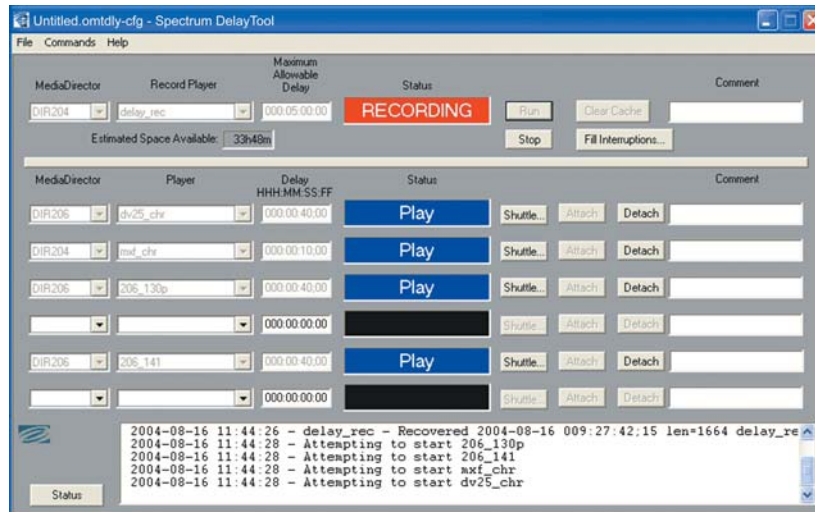 Untitled.omtdly-cfg - Spectrum DelayTool
File Commands Help
MediaDirector Record Player Maximum Allowable Delay Status Comment
DIR204 delay_rec 000:05:00:00 RECORDING Run Clear Cache
Estimated Space Available: 33h48m Stop Fill Interruptions...
MediaDirector Player Delay HHH:MM:SS:FF Status Comment
DIR206 dv25_chr 000:00:40;00 Play Shuttle... Attach Detach
DIR204 mxf_chr 000:00:10;00 Play Shuttle... Attach Detach
DIR206 206_130p 000:00:40;00 Play Shuttle... Attach Detach
000:00:00:00 Shuttle... Attach Detach
DIR206 206_141 000:00:40;00 Play Shuttle... Attach Detach
000:00:00:00 Shuttle... Attach Detach
2004-08-16 11:44:26 - delay_rec - Recovered 2004-08-16 009:27:42;15 len=1664 delay_re
2004-08-16 11:44:28 - Attempting to start 206_130p
2004-08-16 11:44:28 - Attempting to start 206_141
2004-08-16 11:44:28 - Attempting to start mxf_chr
2004-08-16 11:44:28 - Attempting to start dv25_chr
Status